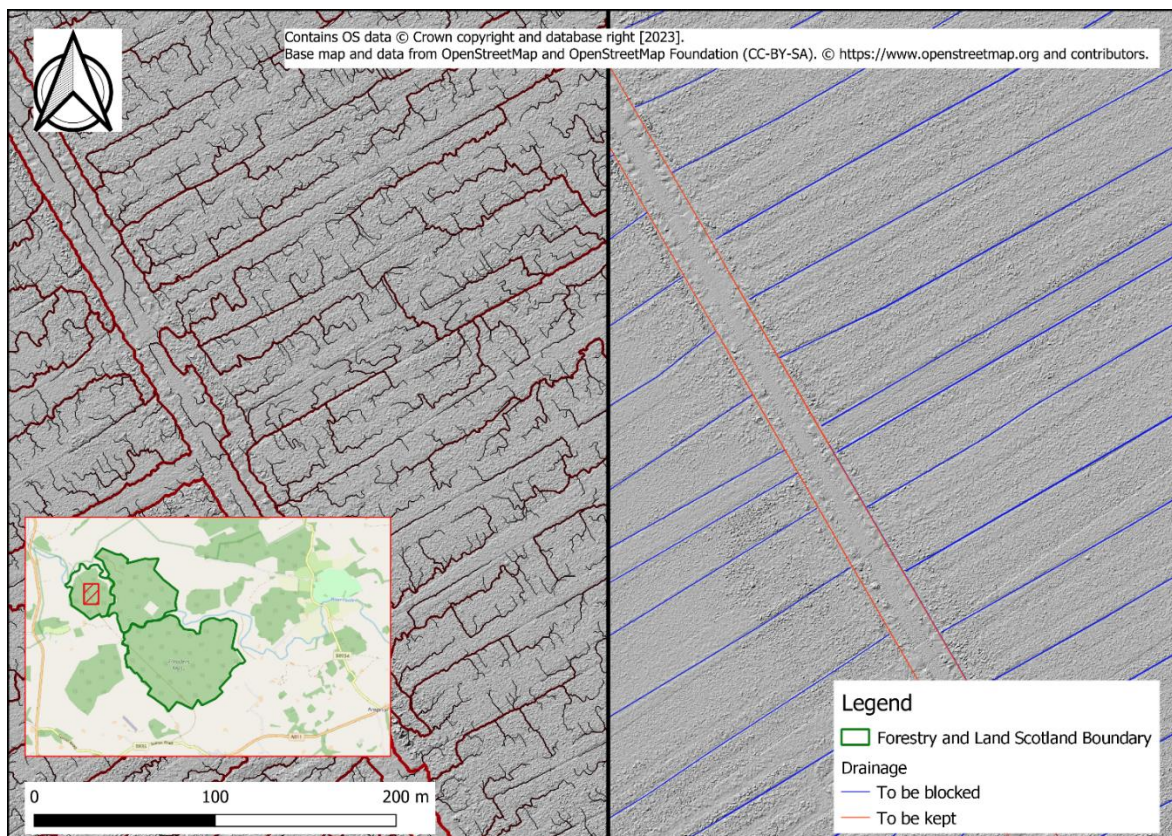 Contains OS data © Crown copyright and database right [2023].
Base map and data from OpenStreetMap and OpenStreetMap Foundation (CC-BY-SA). © https://www.openstreetmap.org and contributors.
Legend
Forestry and Land Scotland Boundary
Drainage
To be blocked
To be kept
0 100 200 m